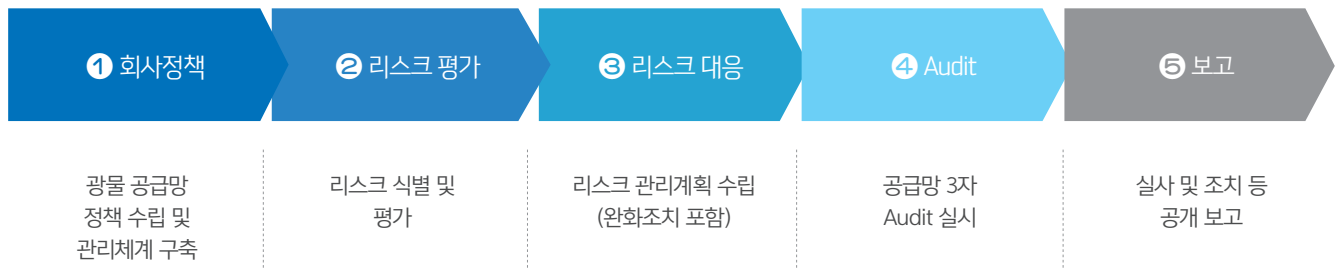 ❶ 회사정책
❷ 리스크 평가
❸ 리스크 대응
❹ Audit
❺ 보고
광물 공급망
정책 수립 및
관리체계 구축
리스크 식별 및
평가
리스크 관리계획 수립
(완화조치 포함)
공급망 3자
Audit 실시
실사 및 조치 등
공개 보고